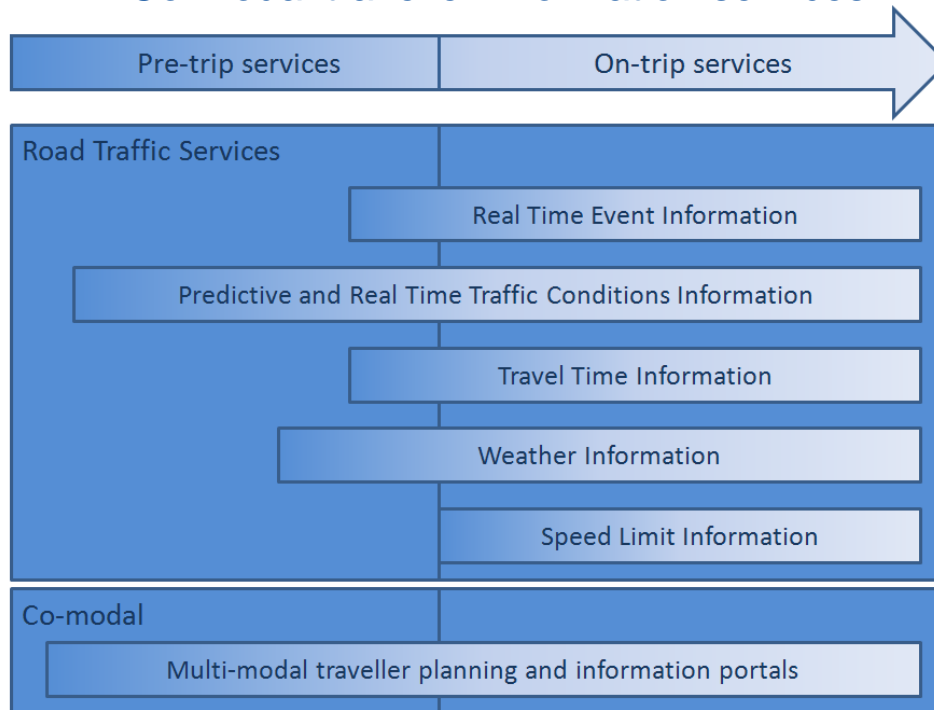 Pre-trip services
On-trip services
Road Traffic Services
Real Time Event Information
Predictive and Real Time Traffic Conditions Information
Travel Time Information
Weather Information
Speed Limit Information
Co-modal
Multi-modal traveller planning and information portals